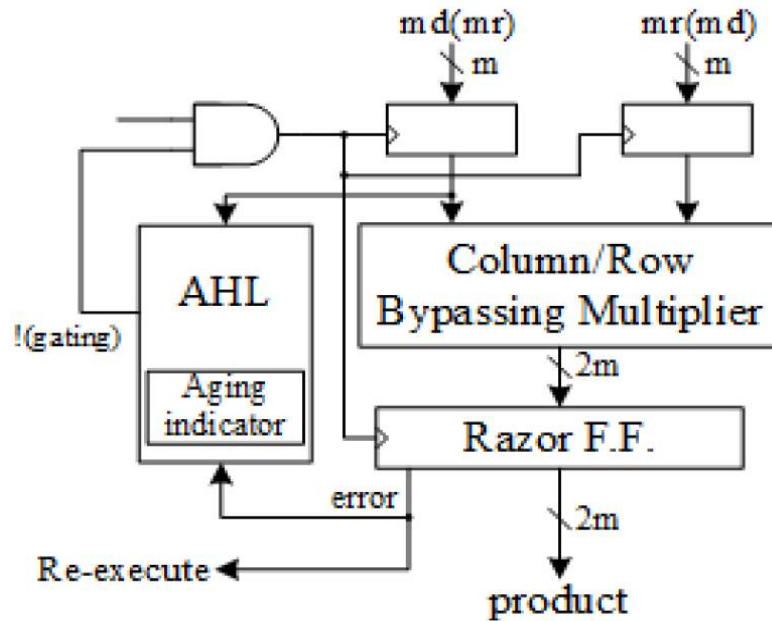 md(mr)
mr(md)
m
m
AHL
Column/Row
Bypassing Multiplier
!(gating)
Aging
indicator
2m
Razor F.F.
error
2m
Re-execute
product